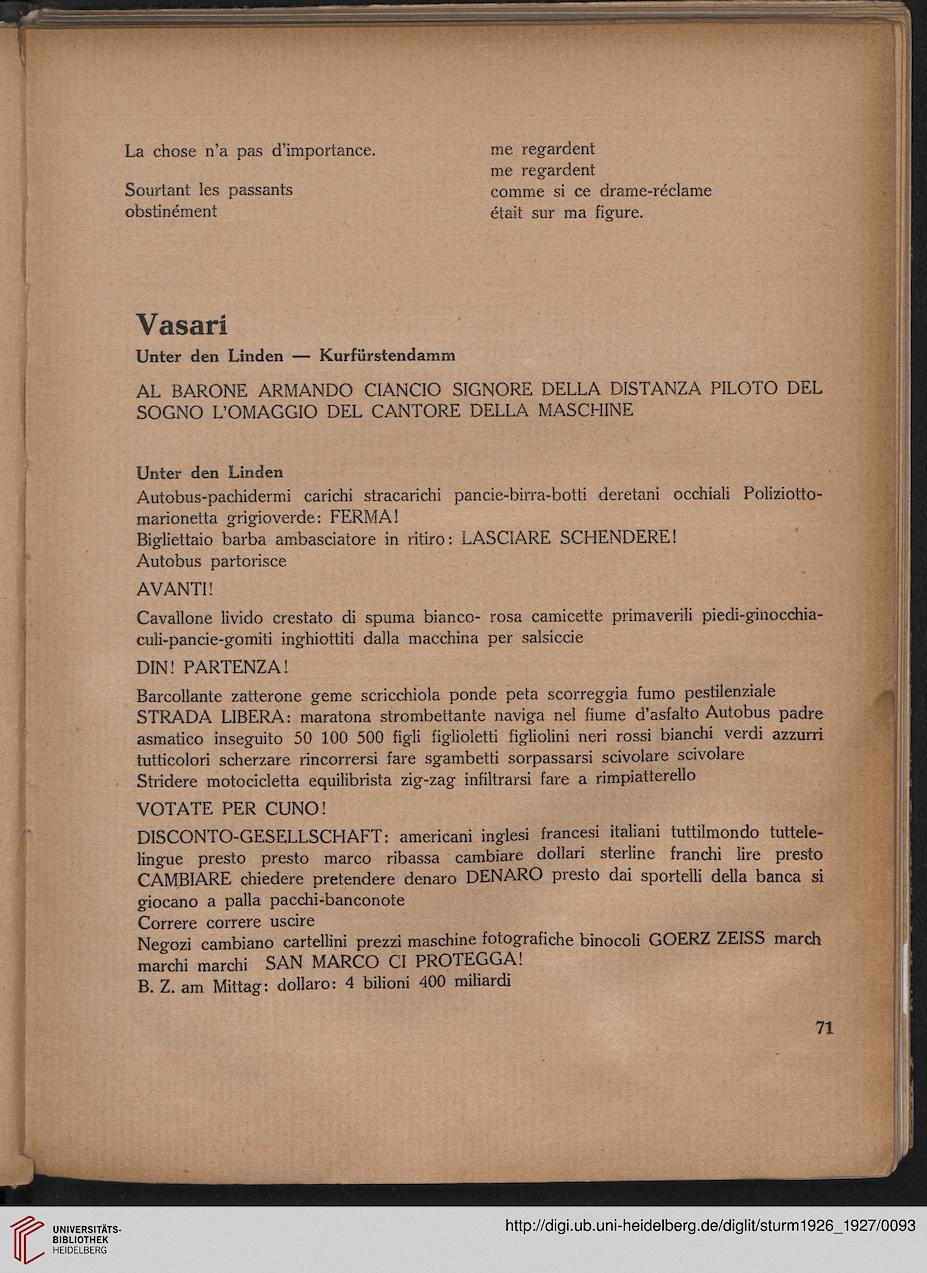 La chose n'a pas d'importance.
Sourtant les passants
obstinément
me regardent
me regardent
comme si ce drame-réclame
était sur ma figure.
Vasari
Unter den Linden — Kurfürstendamm
AL BARONE ARMANDO CIANCIO SIGNORE DELLA DISTANZA PILOTO DEL
SOGNO L'OMAGGIO DEL CANTORE DELLA MASCHINE
Unter den Linden
Autobus-pachidermi carichi stracarichi pancie-birra-botti deretani occhiali Poliziotto-
marionetta grigioverde: FERMA!
Bigliettaio barba ambasciatore in ritiro: LASCIARE SCHENDERE!
Autobus partorisce
AVANTI!
Cavallone livido crestato di spuma bianco- rosa camicette primaverili piedi-ginocchia-
culi-pancie-gomiti inghiottiti dalla macchina per salsiccie
DIN! PARTENZA!
Barcollante zatterone geme scricchiola ponde peta scorreggia fumo pestilenziale
STRADA LIBERA: maratona strombettante naviga nel fiume d'asfalto Autobus padre
asmatico inseguito 50 100 500 figli figlioletti figliolini neri rossi bianchi verdi azzurri
tutticolori scherzare rincorrersi fare sgambetti sorpassarsi scivolare scivolare
Stridere motocicletta equilibrista zig-zag infiltrarsi fare a rimpiatterello
VOTATE PER CUNO!
DISCONTO-GESELLSCHAFT: americani inglesi francesi italiani tuttilmondo tuttele-
lingue presto presto marco ribassa cambiare dollari sterline franchi lire presto
CAMBIARE chiedere pretendere denaro DENARO presto dai sportelli della banca si
giocano a palla pacchi-banconote
Correre correre uscire
Negozi cambiano cartellini prezzi maschine fotografiche binocoli GOERZ ZEISS march
marchi marchi SAN MARCO CI PROTEGGA!
B. Z. am Mittag: dollaro: 4 bilioni 400 miliardi
71
UNIVERSITÄTS-
BIBLIOTHEK
HEIDELBERG
http://digi.ub.uni-heidelberg.de/diglit/sturm1926_1927/0093